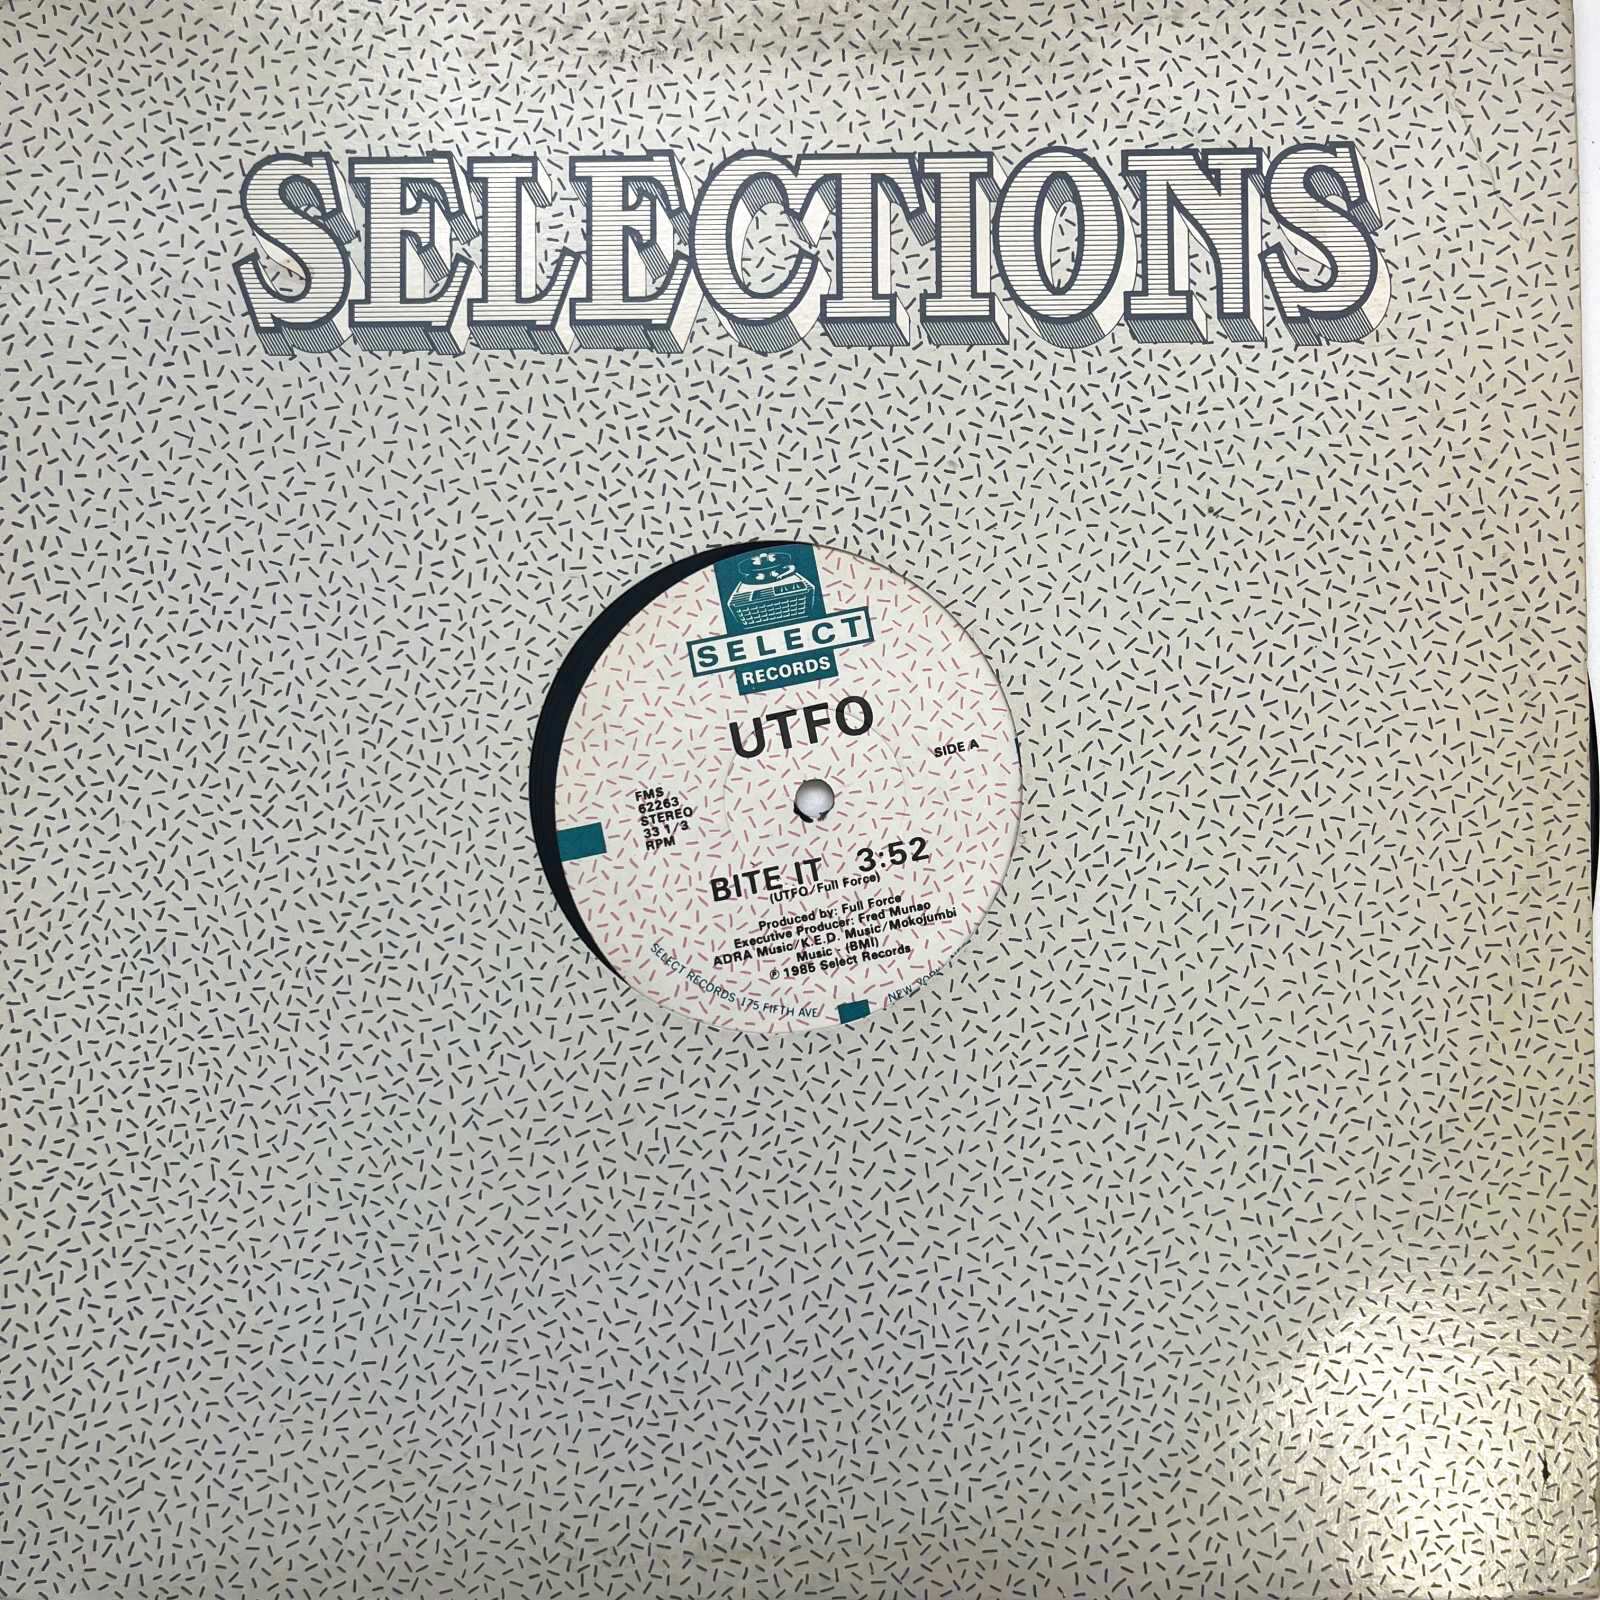 SELECTIONS
SELECT
RECORDS
UTFO
SIDE A
FMS
62263
STEREO
33 1/3
RPM
BITE IT 3:52
(UTFO/Full Force)
Produced by: Full Force
Executive Producer: Fred Munao
ADRA Music/K.E.D. Music/Mokojumbi
Music - (BMI)
℗ 1985 Select Records
SELECT RECORDS 175 FIFTH AVE
NEW YORK